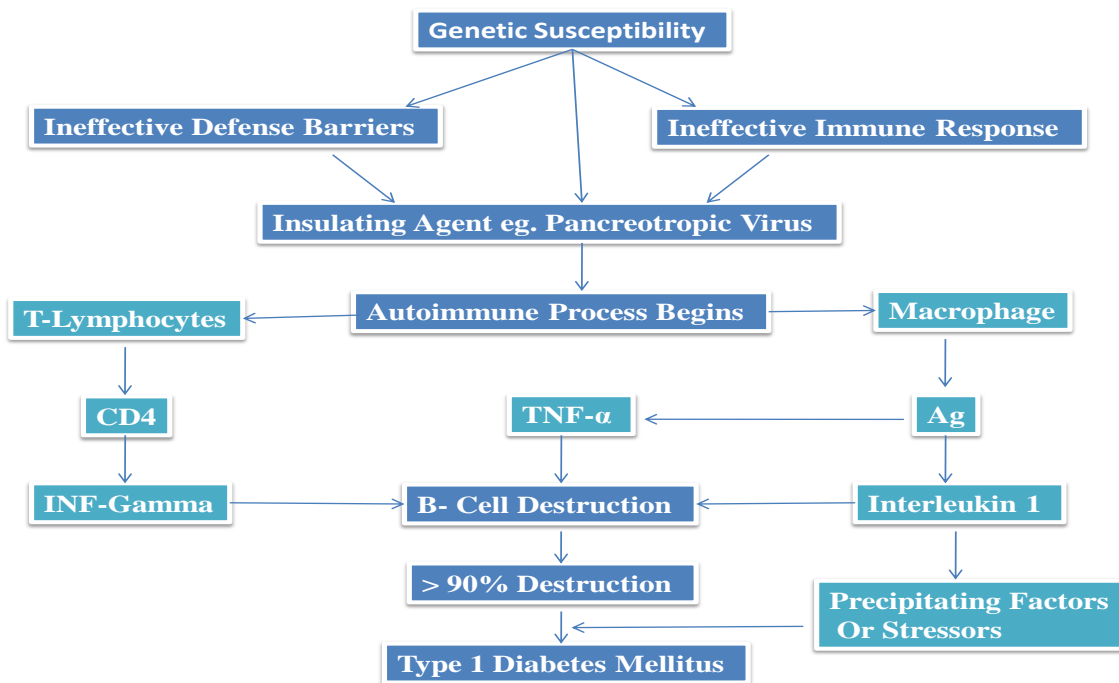 Genetic Susceptibility
Ineffective Defense Barriers
Ineffective Immune Response
Insulating Agent eg. Pancreotropic Virus
T-Lymphocytes
Autoimmune Process Begins
Macrophage
CD4
TNF-α
Ag
INF-Gamma
B- Cell Destruction
Interleukin 1
> 90% Destruction
Precipitating Factors
Or Stressors
Type 1 Diabetes Mellitus